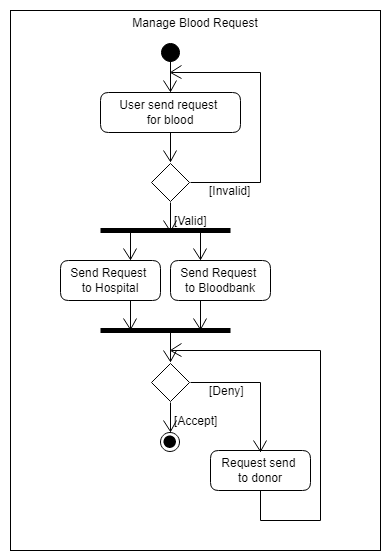 Manage Blood Request
User send request
for blood
[Invalid]
[Valid]
Send Request
to Hospital
Send Request
to Bloodbank
[Deny]
[Accept]
Request send
to donor